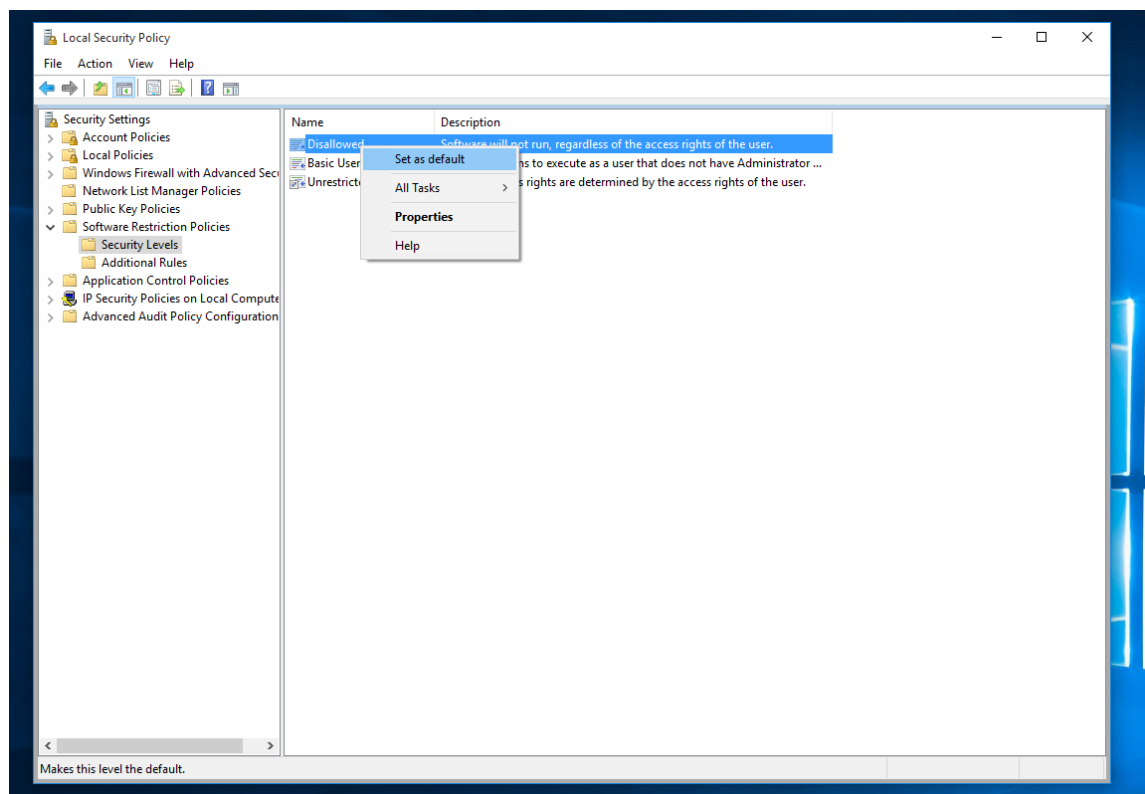 Local Security Policy
File Action View Help
Security Settings
Account Policies
Local Policies
Windows Firewall with Advanced Secu
Network List Manager Policies
Public Key Policies
Software Restriction Policies
Security Levels
Additional Rules
Application Control Policies
IP Security Policies on Local Compute
Advanced Audit Policy Configuration
Name Description
Disallowed Software will not run, regardless of the access rights of the user.
Basic User ns to execute as a user that does not have Administrator ...
Unrestricte s rights are determined by the access rights of the user.
Set as default
All Tasks
Properties
Help
Makes this level the default.